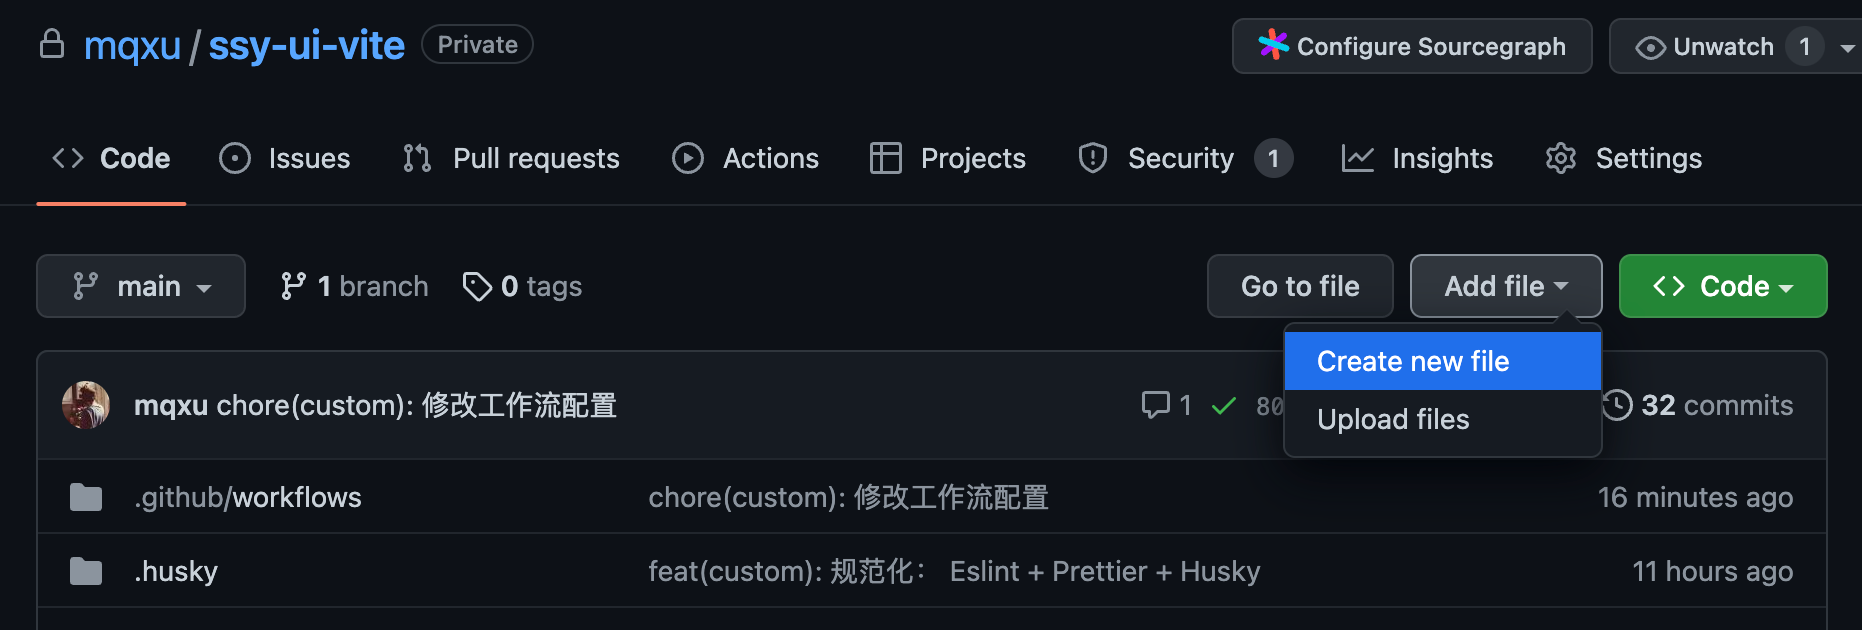 mqxu / ssy-ui-vite Private
Configure Sourcegraph
Unwatch 1
Code Issues Pull requests Actions Projects Security 1 Insights Settings
main 1 branch 0 tags
Go to file Add file Code
Create new file
Upload files
mqxu chore(custom): 修改工作流配置 1 80 32 commits
.github/workflows chore(custom): 修改工作流配置 16 minutes ago
.husky feat(custom): 规范化： Eslint + Prettier + Husky 11 hours ago